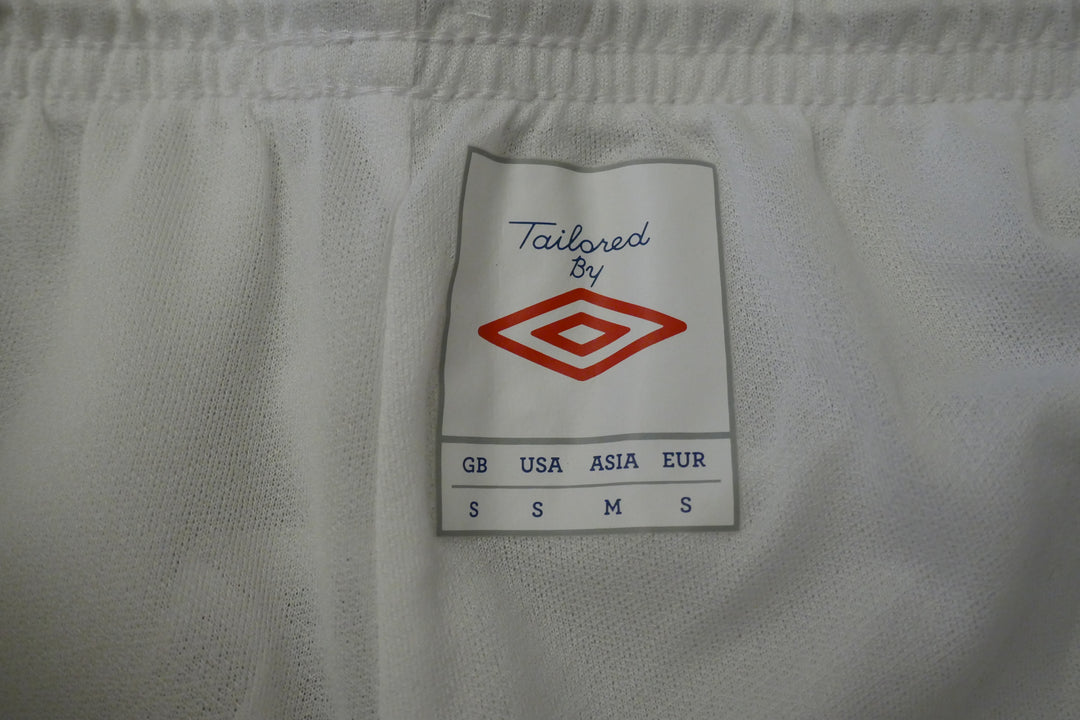 Tailored
By
GB USA ASIA EUR
S S M S